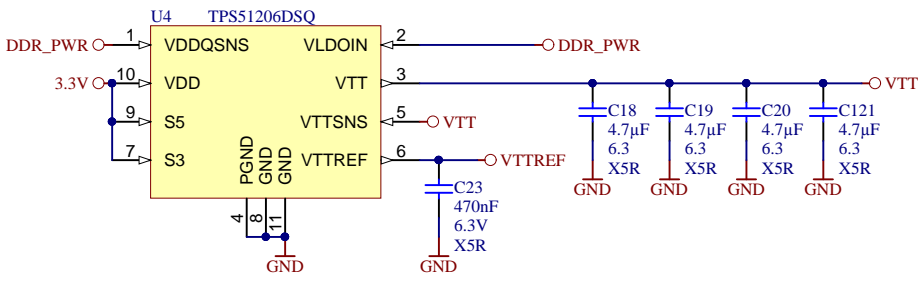 U4 TPS51206DSQ
DDR_PWR 1 VDDQSNS VLDOIN 2 DDR_PWR
3.3V 10 VDD VTT 3 VTT
9 S5 VTTSNS 5 VTT
7 S3 VTTREF 6 VTTREF
PGND
GND
GND
4
8
11
GND
C23
470nF
6.3V
X5R
GND
C18
4.7µF
6.3
X5R
GND
C19
4.7µF
6.3
X5R
GND
C20
4.7µF
6.3
X5R
GND
C121
4.7µF
6.3
X5R
GND